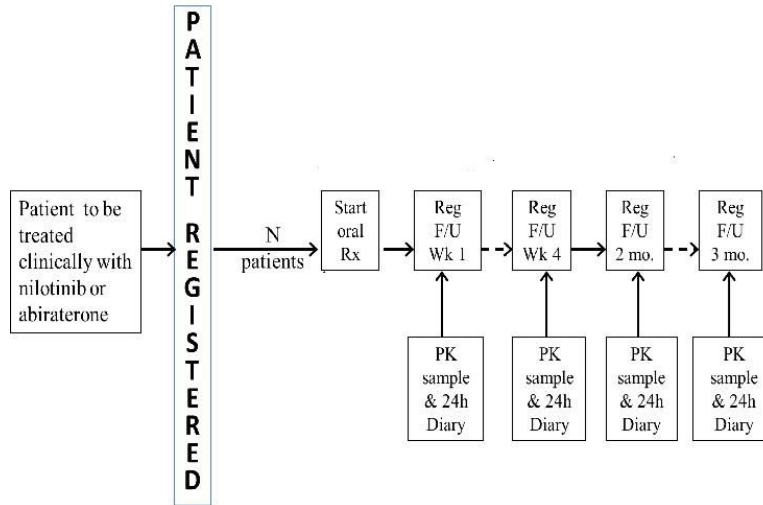 Patient to be
treated
clinically with
nilotinib or
abiraterone
PATIENT REGISTERED
N
patients
Start
oral
Rx
Reg
F/U
Wk 1
Reg
F/U
Wk 4
Reg
F/U
2 mo.
Reg
F/U
3 mo.
PK
sample
& 24h
Diary
PK
sample
& 24h
Diary
PK
sample
& 24h
Diary
PK
sample
& 24h
Diary